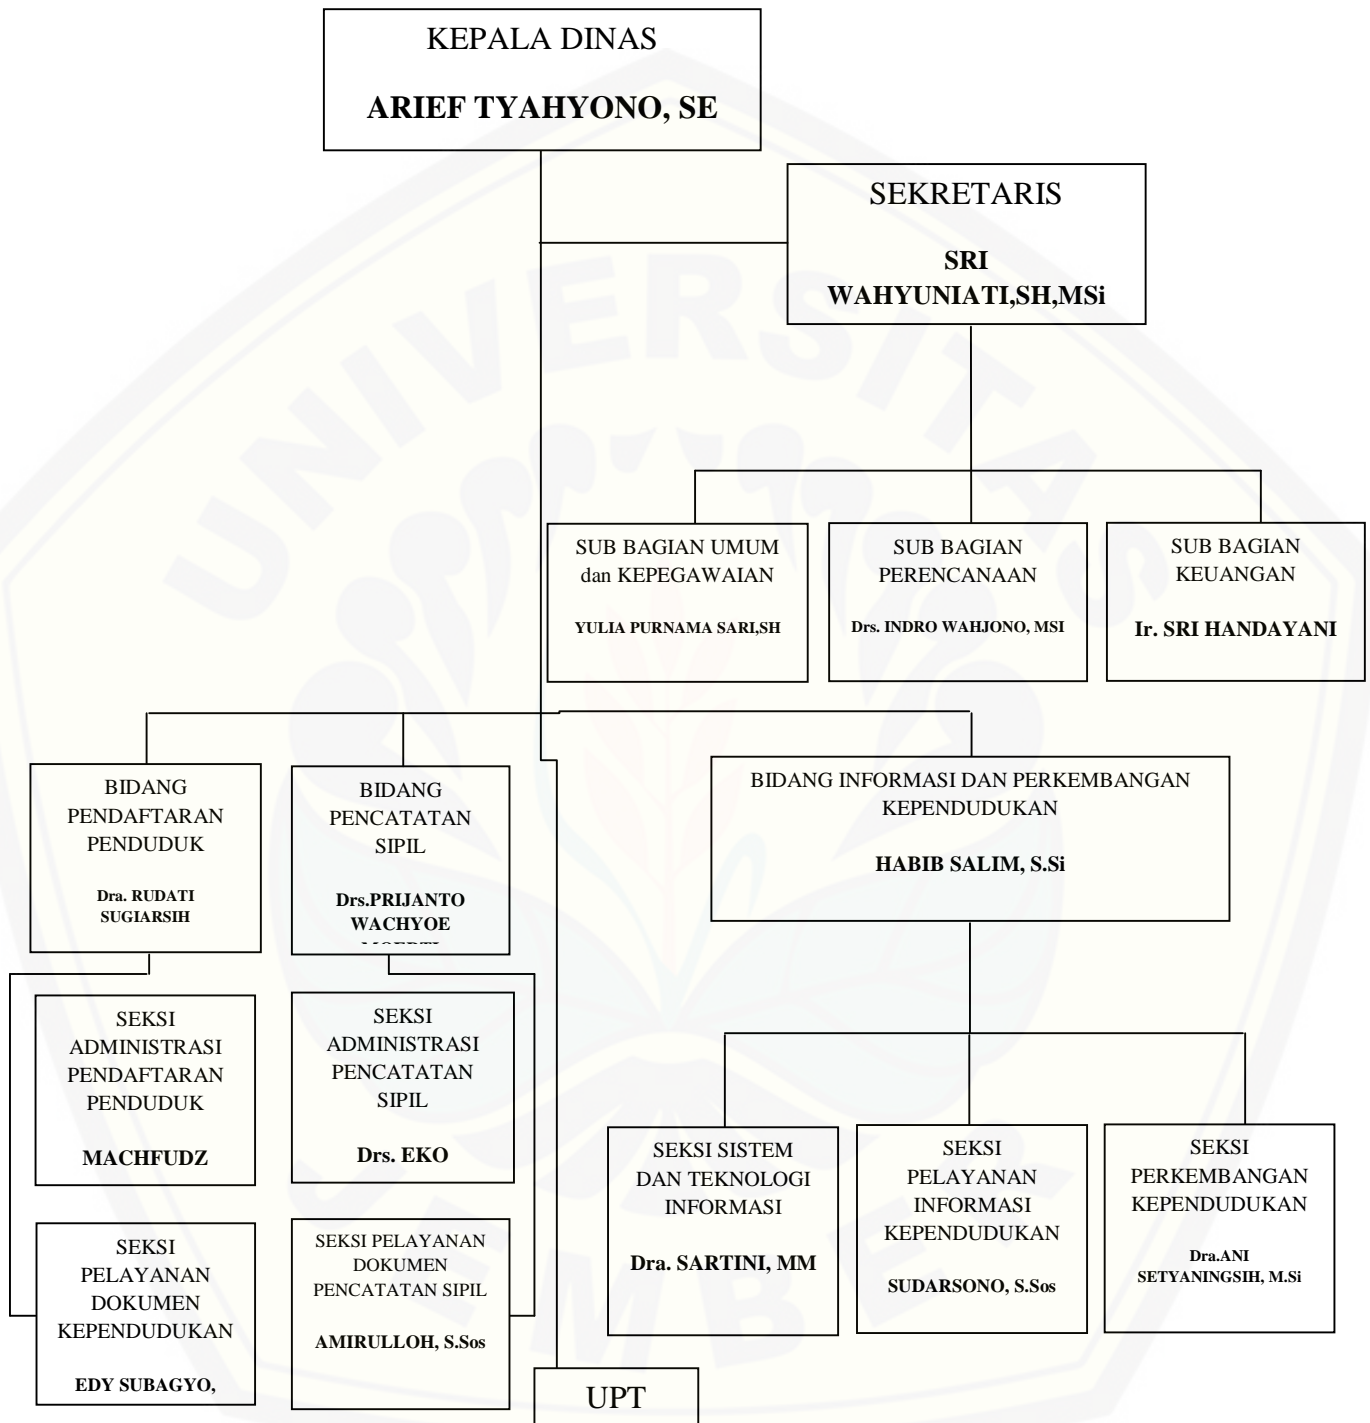 KEPALA DINAS
ARIEF TYAHYONO, SE
SEKRETARIS
SRI
WAHYUNIATI,SH,MSi
SUB BAGIAN UMUM
dan KEPEGAWAIAN
YULIA PURNAMA SARI,SH
SUB BAGIAN
PERENCANAAN
Drs. INDRO WAHJONO, MSI
SUB BAGIAN
KEUANGAN
Ir. SRI HANDAYANI
BIDANG
PENDAFTARAN
PENDUDUK
Dra. RUDATI
SUGIARSIH
BIDANG
PENCATATAN
SIPIL
Drs.PRIJANTO
WACHYOE
BIDANG INFORMASI DAN PERKEMBANGAN
KEPENDUDUKAN
HABIB SALIM, S.Si
SEKSI
ADMINISTRASI
PENDAFTARAN
PENDUDUK
MACHFUDZ
SEKSI
ADMINISTRASI
PENCATATAN
SIPIL
Drs. EKO
SEKSI SISTEM
DAN TEKNOLOGI
INFORMASI
Dra. SARTINI, MM
SEKSI
PELAYANAN
INFORMASI
KEPENDUDUKAN
SUDARSONO, S.Sos
SEKSI
PERKEMBANGAN
KEPENDUDUKAN
Dra.ANI
SETYANINGSIH, M.Si
SEKSI
PELAYANAN
DOKUMEN
KEPENDUDUKAN
EDY SUBAGYO,
SEKSI PELAYANAN
DOKUMEN
PENCATATAN SIPIL
AMIRULLOH, S.Sos
UPT
UNIVERSITAS
JEMBER